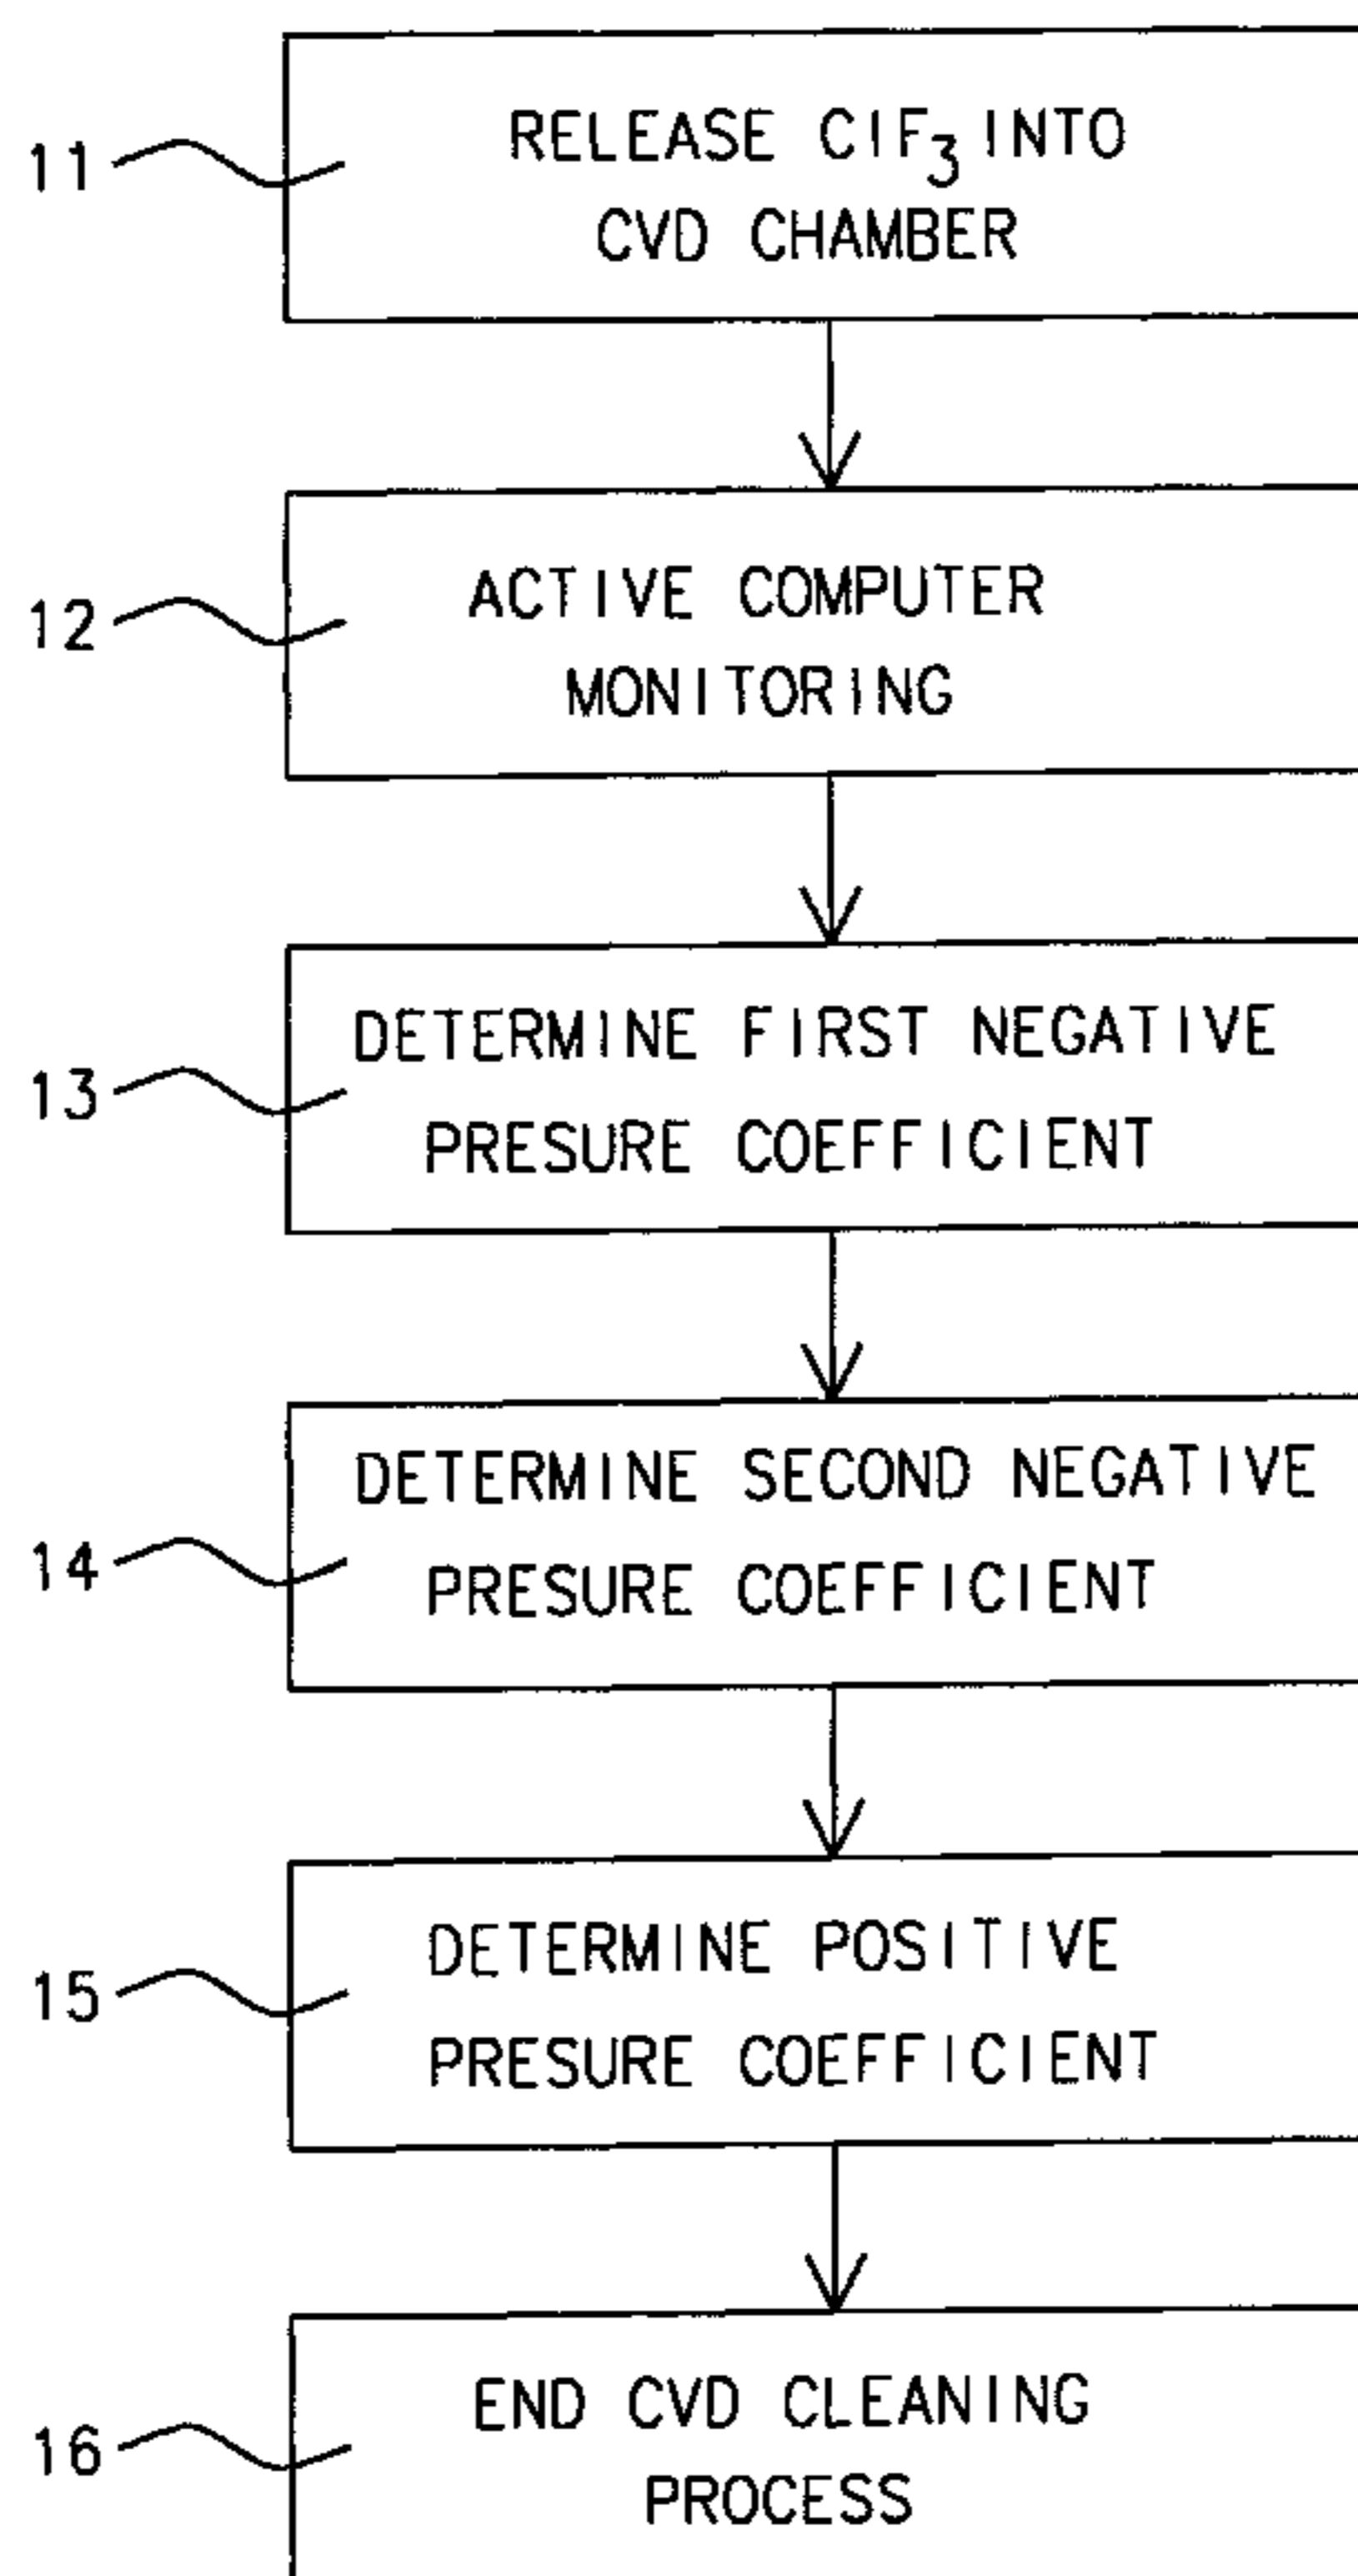 11
RELEASE ClF3 INTO
CVD CHAMBER
12
ACTIVE COMPUTER
MONITORING
13
DETERMINE FIRST NEGATIVE
PRESURE COEFFICIENT
14
DETERMINE SECOND NEGATIVE
PRESURE COEFFICIENT
15
DETERMINE POSITIVE
PRESURE COEFFICIENT
16
END CVD CLEANING
PROCESS